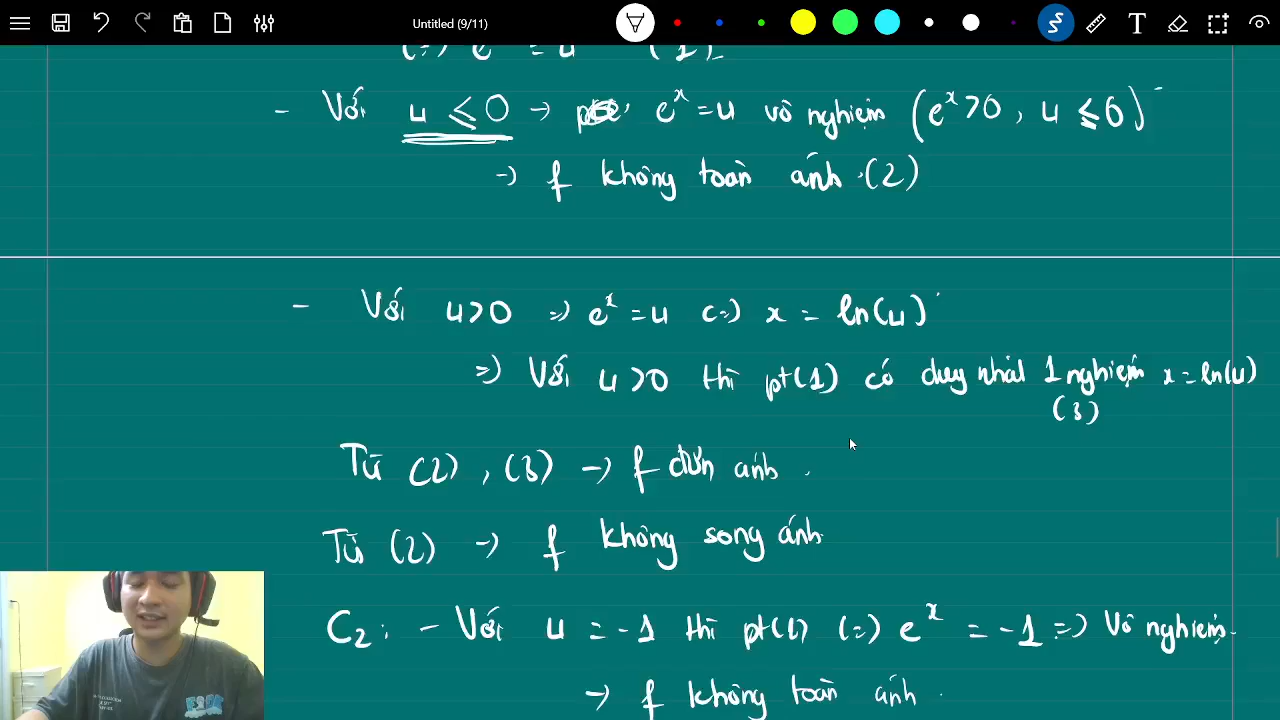 Untitled (9/11)
(=) e = u (1)
- Với u ≤ 0 → e^x = u vô nghiệm (e^x > 0, u ≤ 0)
→ f không toàn ánh. (2)
- Với u > 0 => e^x = u (=) x = ln(u)
=) Với u > 0 thì pt(1) có duy nhất 1 nghiệm x = ln(u)
(3)
Từ (2), (3) → f đơn ánh.
Từ (2) → f không song ánh
C2: - Với u = -1 thì pt(1) (=) e^x = -1 => Vô nghiệm.
→ f không toàn ánh.